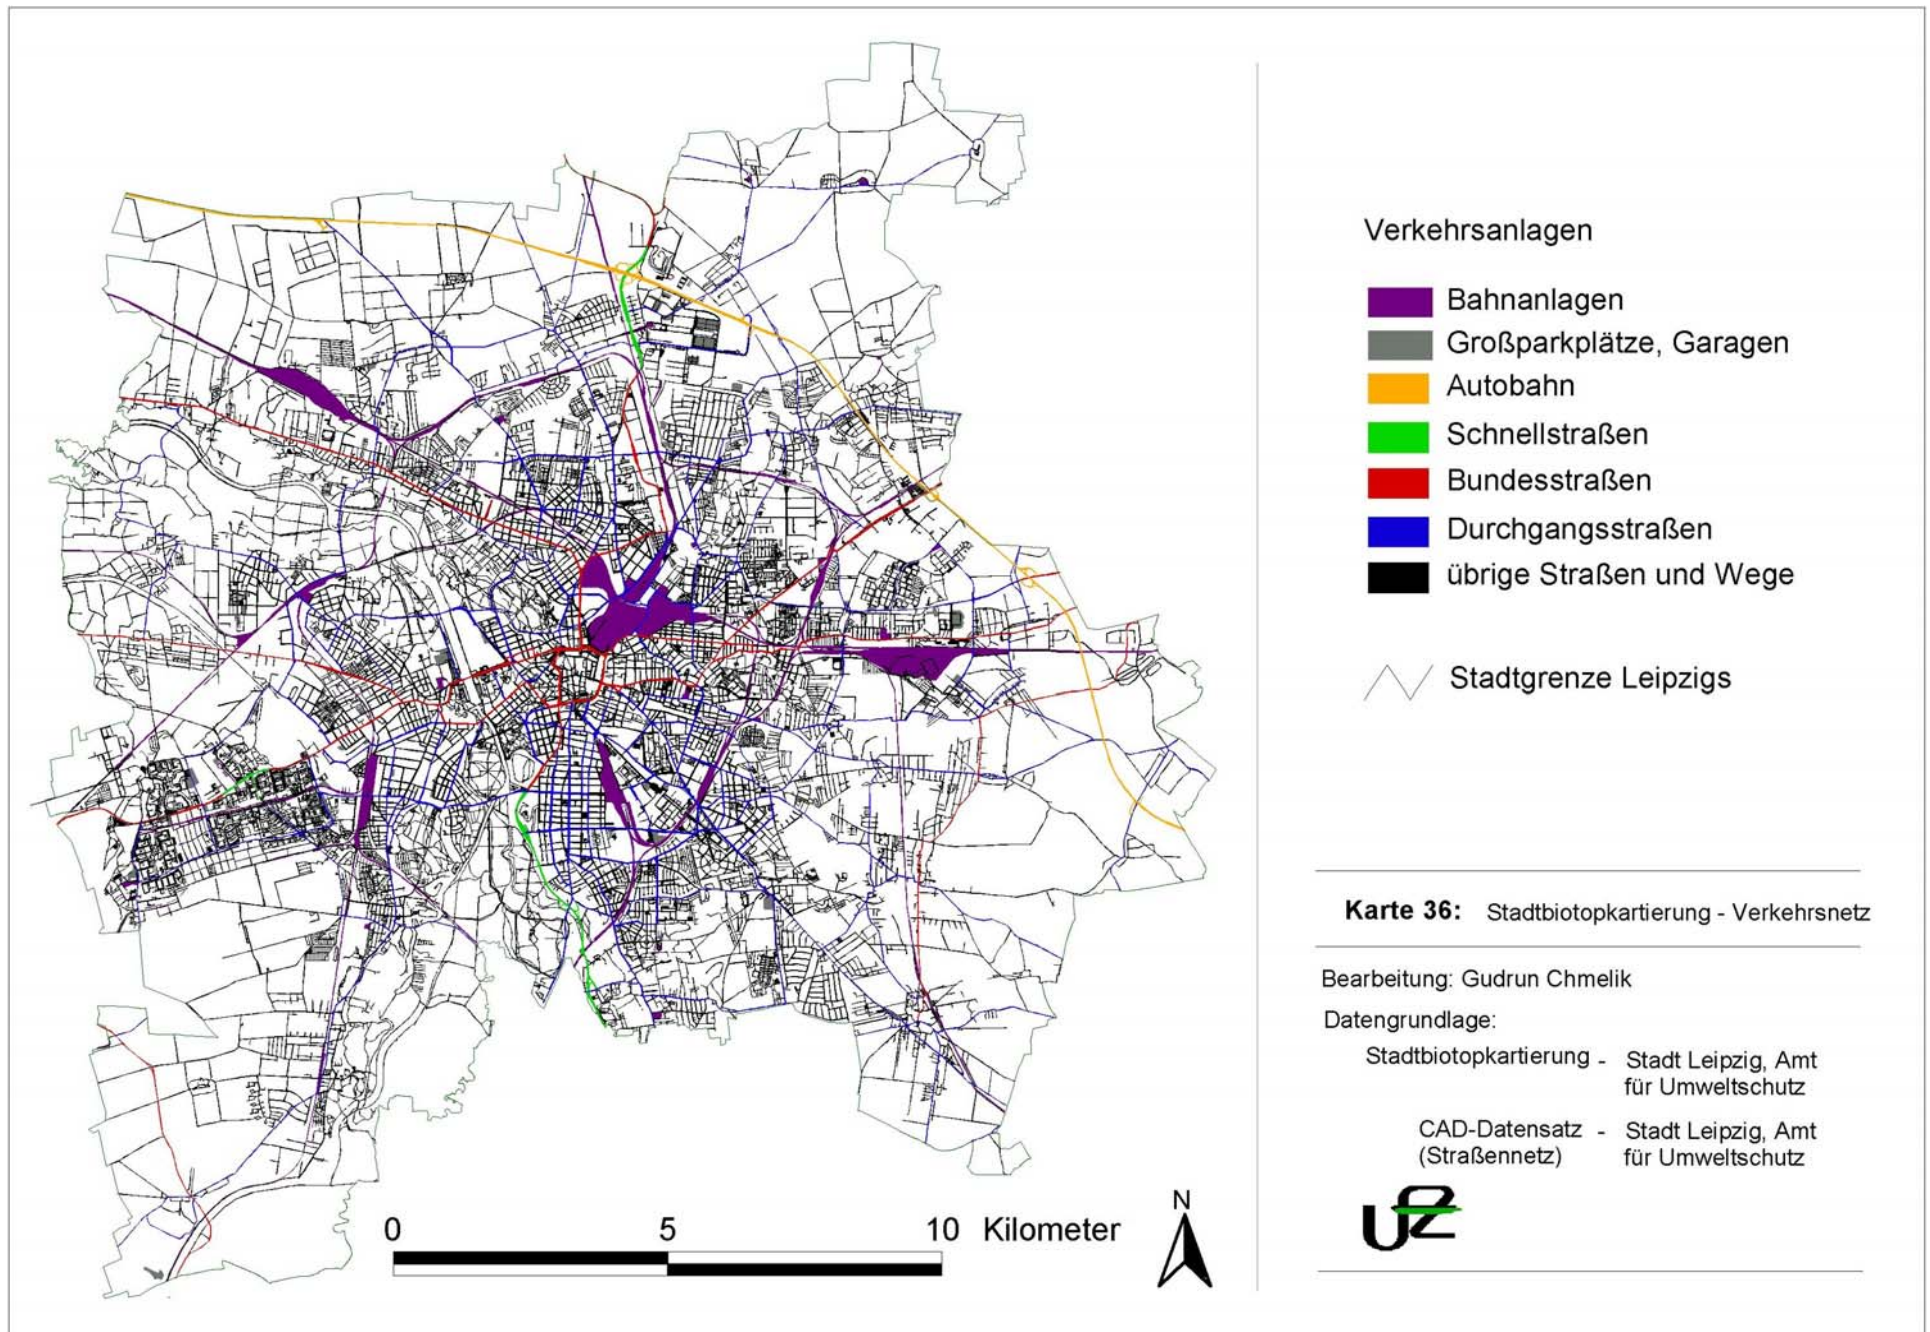 Verkehrsanlagen
Bahnanlagen
Großparkplätze, Garagen
Autobahn
Schnellstraßen
Bundesstraßen
Durchgangsstraßen
übrige Straßen und Wege
Stadtgrenze Leipzigs
Karte 36: Stadtbiotopkartierung - Verkehrsnetz
Bearbeitung: Gudrun Chmelik
Datengrundlage:
Stadtbiotopkartierung - Stadt Leipzig, Amt
für Umweltschutz
CAD-Datensatz - Stadt Leipzig, Amt
(Straßennetz) für Umweltschutz
UFZ
N
0 5 10 Kilometer